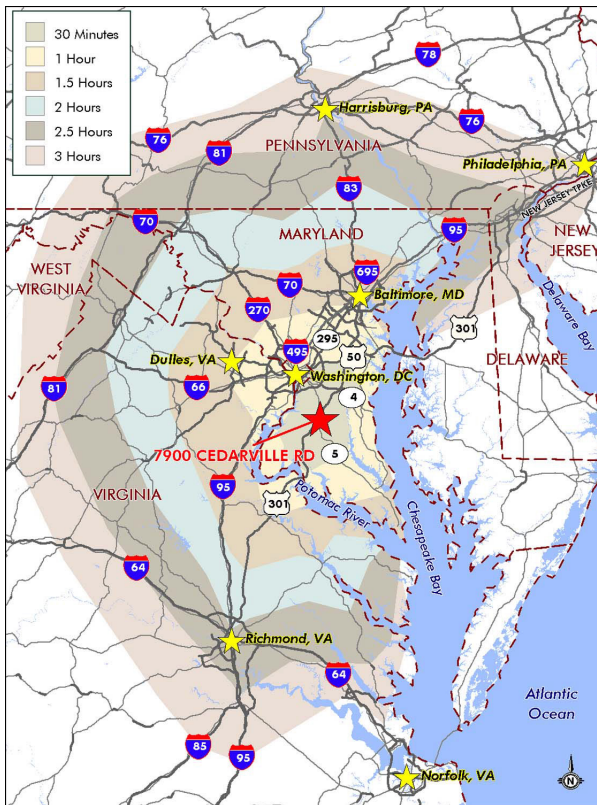 30 Minutes
1 Hour
1.5 Hours
2 Hours
2.5 Hours
3 Hours
78
Harrisburg, PA
76
76
81
PENNSYLVANIA
Philadelphia, PA
83
NEW JERSEY TPKE
70
95
MARYLAND
NEW
JERSEY
WEST
VIRGINIA
695
70
Baltimore, MD
270
Delaware Bay
295
301
495
50
Dulles, VA
DELAWARE
Washington, DC
81
66
4
7900 CEDARVILLE RD
5
95
VIRGINIA
301
Potomac River
Chesapeake Bay
64
Richmond, VA
64
Atlantic
Ocean
85
95
Norfolk, VA
N